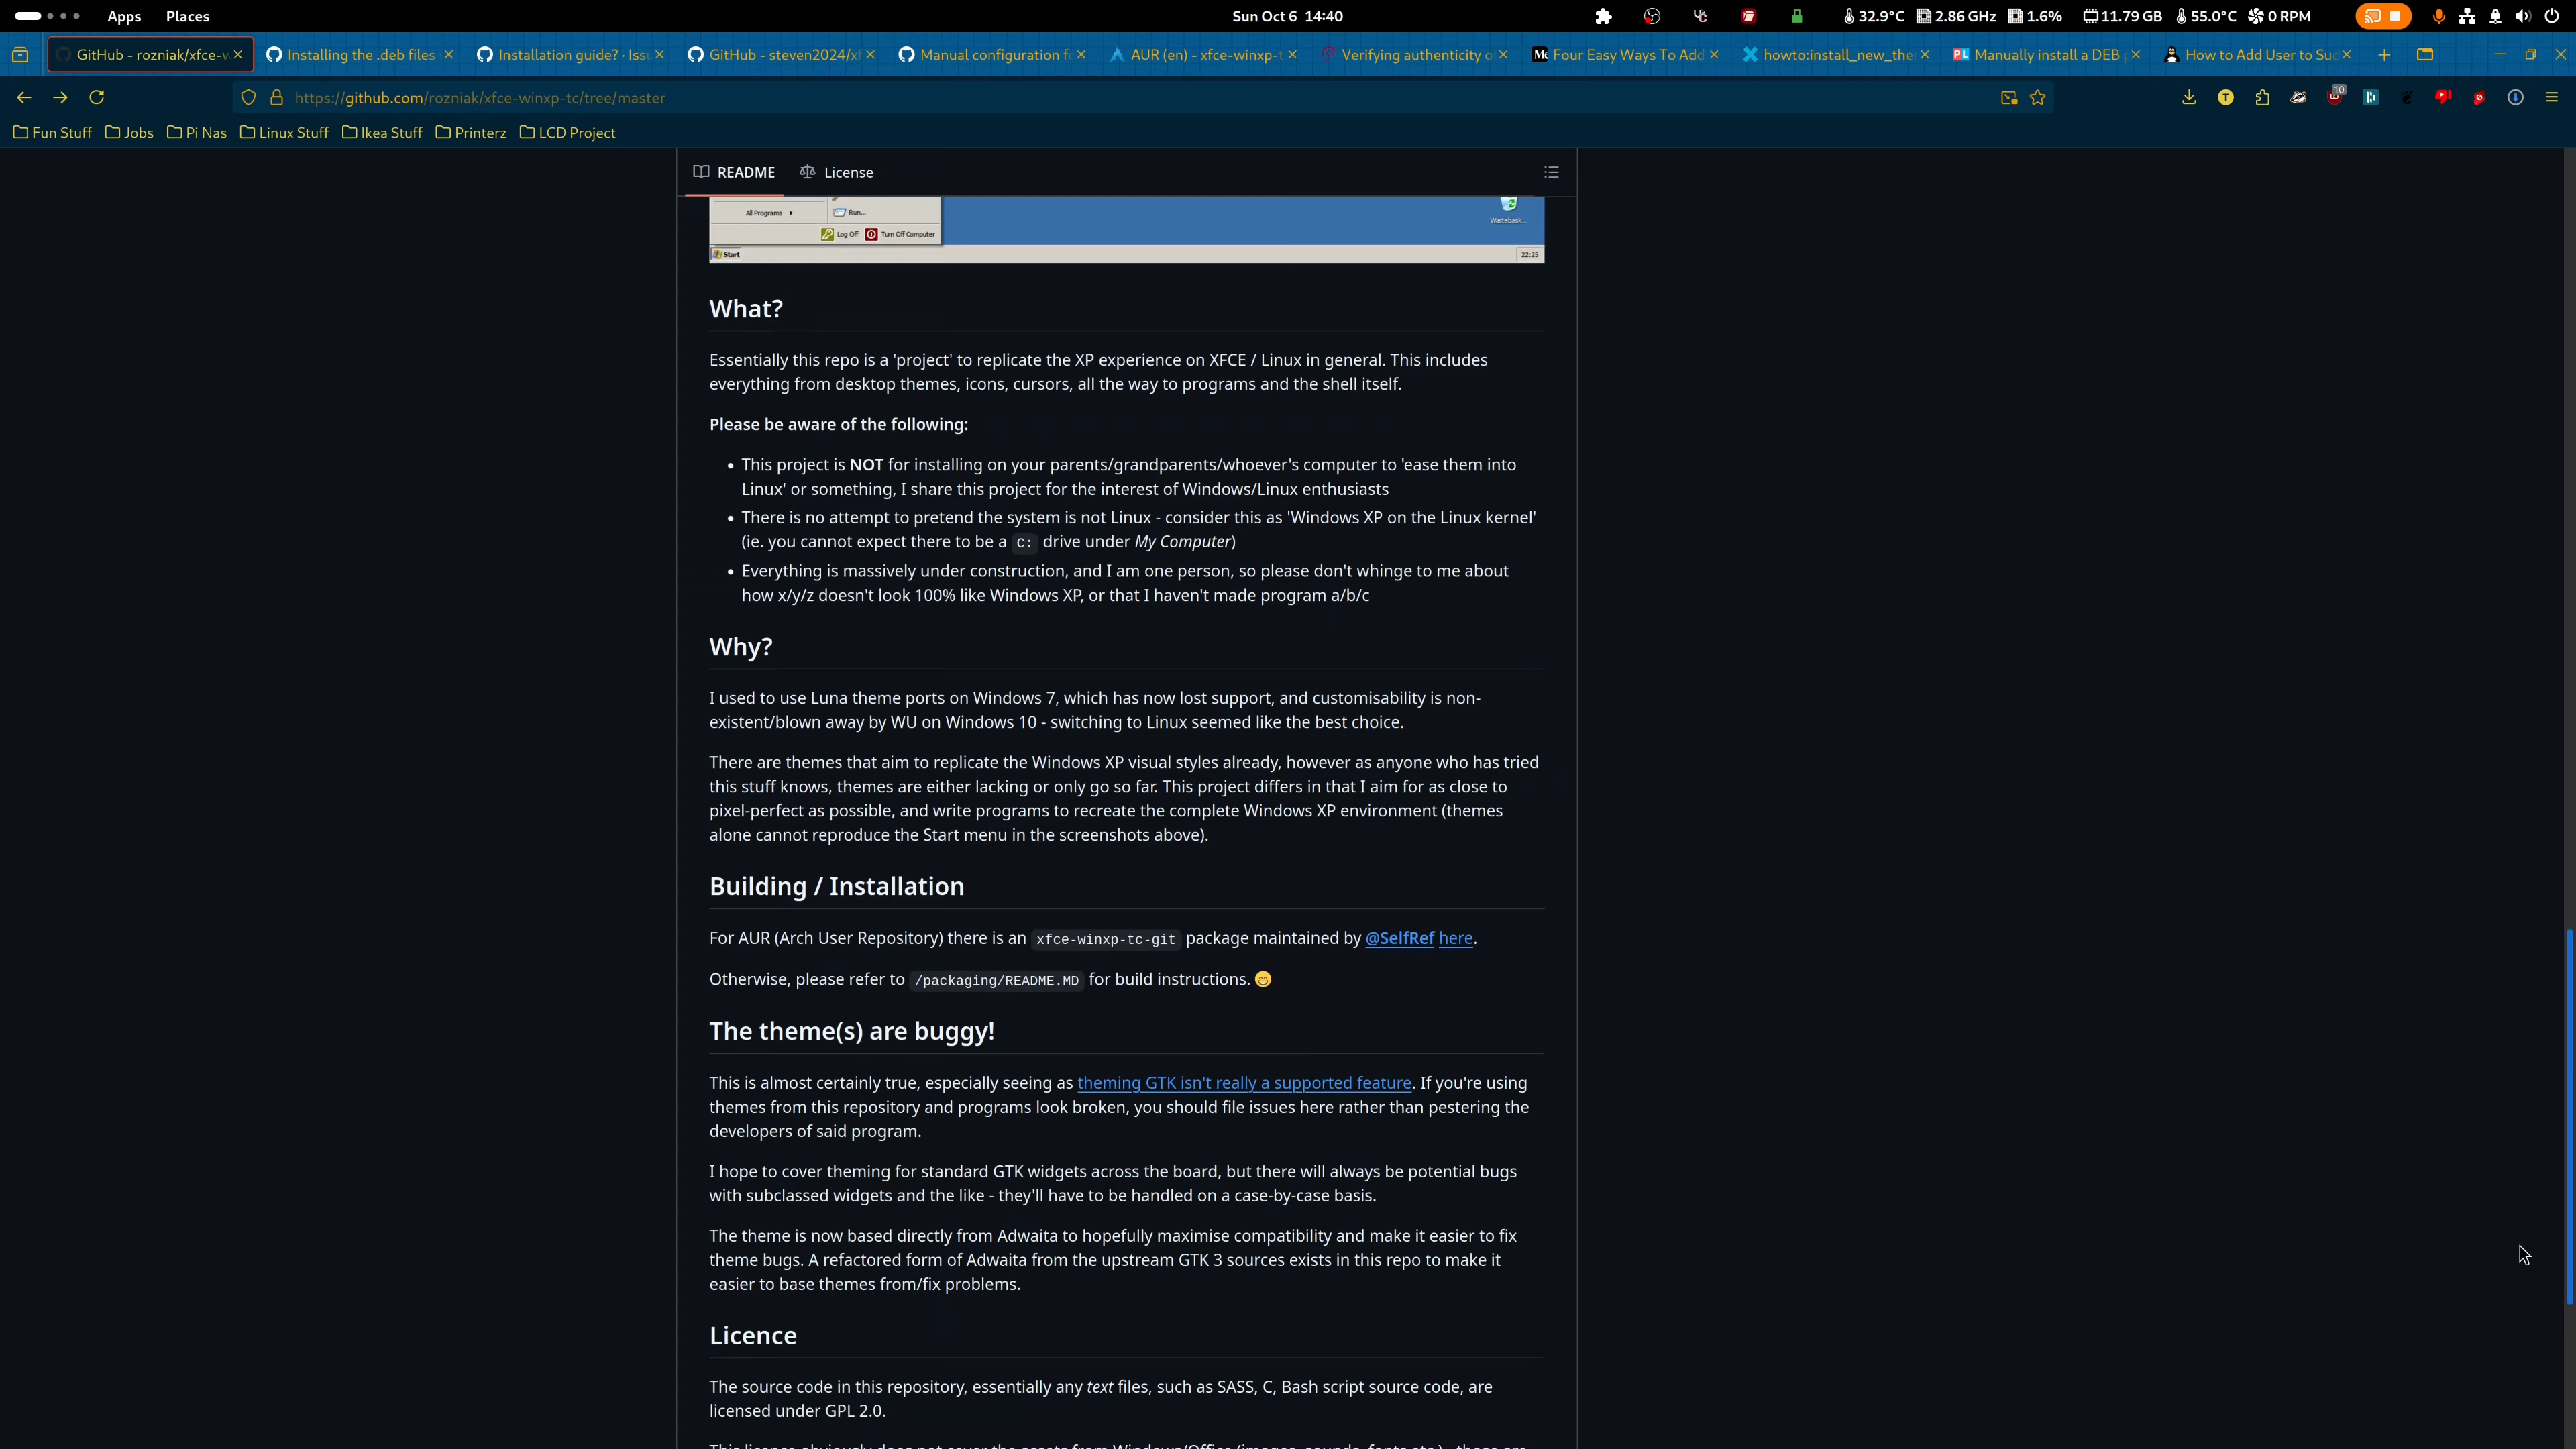 Apps Places Sun Oct 6 14:40 32.9°C 2.86 GHz 1.6% 11.79 GB 55.0°C 0 RPM
GitHub - rozniak/xfce-w Installing the .deb files Installation guide? · Issu GitHub - steven2024/xf Manual configuration fo AUR (en) - xfce-winxp-t Verifying authenticity o Four Easy Ways To Add howto:install_new_the PL Manually install a DEB How to Add User to Suc
https://github.com/rozniak/xfce-winxp-tc/tree/master 10
Fun Stuff Jobs Pi Nas Linux Stuff Ikea Stuff Printerz LCD Project
README License
All Programs Run...
Wastebask...
Log Off Turn Off Computer
Start 22:25
What?
Essentially this repo is a 'project' to replicate the XP experience on XFCE / Linux in general. This includes
everything from desktop themes, icons, cursors, all the way to programs and the shell itself.
Please be aware of the following:
• This project is NOT for installing on your parents/grandparents/whoever's computer to 'ease them into
Linux' or something, I share this project for the interest of Windows/Linux enthusiasts
• There is no attempt to pretend the system is not Linux - consider this as 'Windows XP on the Linux kernel'
(ie. you cannot expect there to be a C: drive under My Computer)
• Everything is massively under construction, and I am one person, so please don't whinge to me about
how x/y/z doesn't look 100% like Windows XP, or that I haven't made program a/b/c
Why?
I used to use Luna theme ports on Windows 7, which has now lost support, and customisability is non-
existent/blown away by WU on Windows 10 - switching to Linux seemed like the best choice.
There are themes that aim to replicate the Windows XP visual styles already, however as anyone who has tried
this stuff knows, themes are either lacking or only go so far. This project differs in that I aim for as close to
pixel-perfect as possible, and write programs to recreate the complete Windows XP environment (themes
alone cannot reproduce the Start menu in the screenshots above).
Building / Installation
For AUR (Arch User Repository) there is an xfce-winxp-tc-git package maintained by @SelfRef here.
Otherwise, please refer to /packaging/README.MD for build instructions. 😊
The theme(s) are buggy!
This is almost certainly true, especially seeing as theming GTK isn't really a supported feature. If you're using
themes from this repository and programs look broken, you should file issues here rather than pestering the
developers of said program.
I hope to cover theming for standard GTK widgets across the board, but there will always be potential bugs
with subclassed widgets and the like - they'll have to be handled on a case-by-case basis.
The theme is now based directly from Adwaita to hopefully maximise compatibility and make it easier to fix
theme bugs. A refactored form of Adwaita from the upstream GTK 3 sources exists in this repo to make it
easier to base themes from/fix problems.
Licence
The source code in this repository, essentially any text files, such as SASS, C, Bash script source code, are
licensed under GPL 2.0.